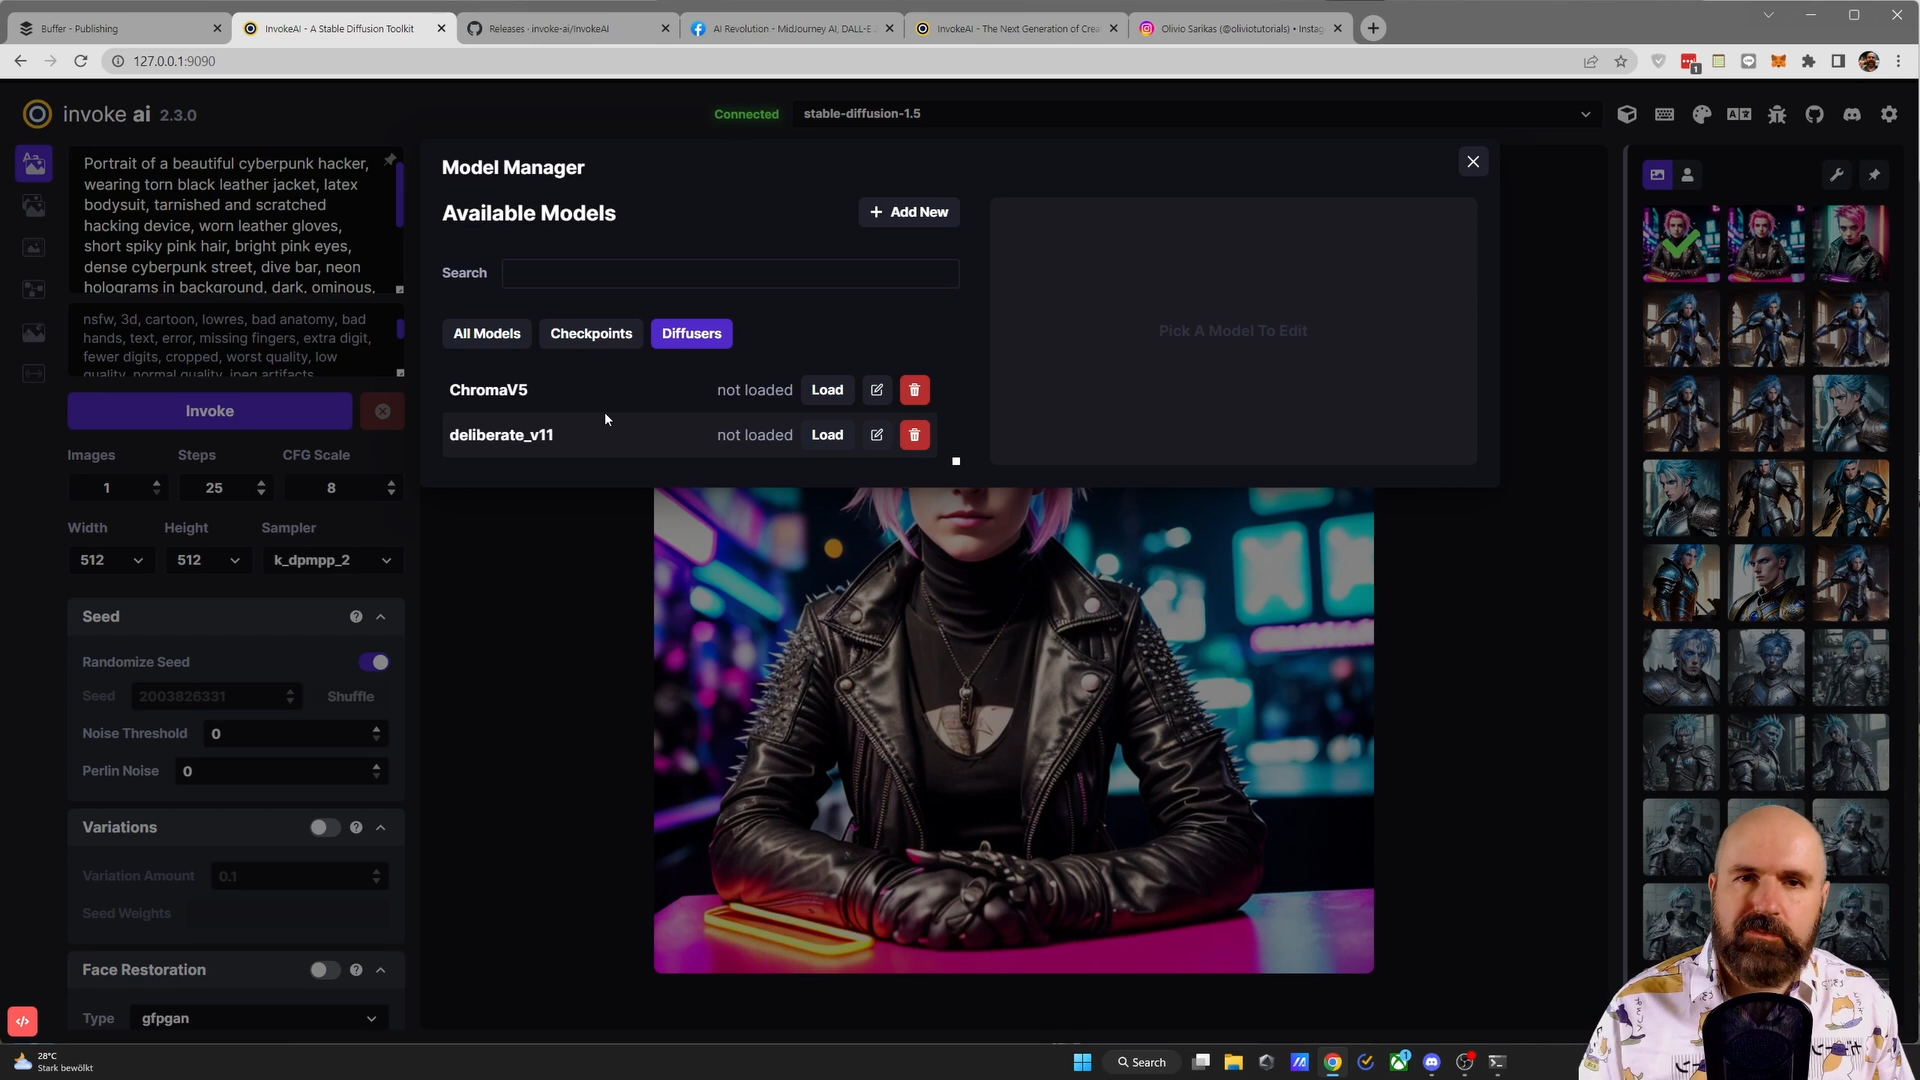 Buffer - Publishing
InvokeAI - A Stable Diffusion Toolkit
Releases · invoke-ai/InvokeAI
AI Revolution - MidJourney AI, DALL-E
InvokeAI - The Next Generation of Crea
Olivio Sarikas (@oliviotutorials) • Instag
127.0.0.1:9090
1
invoke ai 2.3.0
Connected
stable-diffusion-1.5
Portrait of a beautiful cyberpunk hacker,
wearing torn black leather jacket, latex
bodysuit, tarnished and scratched
hacking device, worn leather gloves,
short spiky pink hair, bright pink eyes,
dense cyberpunk street, dive bar, neon
holograms in background, dark, ominous,
nsfw, 3d, cartoon, lowres, bad anatomy, bad
hands, text, error, missing fingers, extra digit,
fewer digits, cropped, worst quality, low
quality, normal quality, jpeg artifacts,
Invoke
Images
Steps
CFG Scale
1
25
8
Width
Height
Sampler
512
512
k_dpmpp_2
Seed
Randomize Seed
Seed
2003826331
Shuffle
Noise Threshold
0
Perlin Noise
0
Variations
Variation Amount
0.1
Seed Weights
Face Restoration
Type
gfpgan
Model Manager
Available Models
+ Add New
Search
All Models
Checkpoints
Diffusers
ChromaV5
not loaded
Load
deliberate_v11
not loaded
Load
Pick A Model To Edit
28°C
Stark bewölkt
Search
1